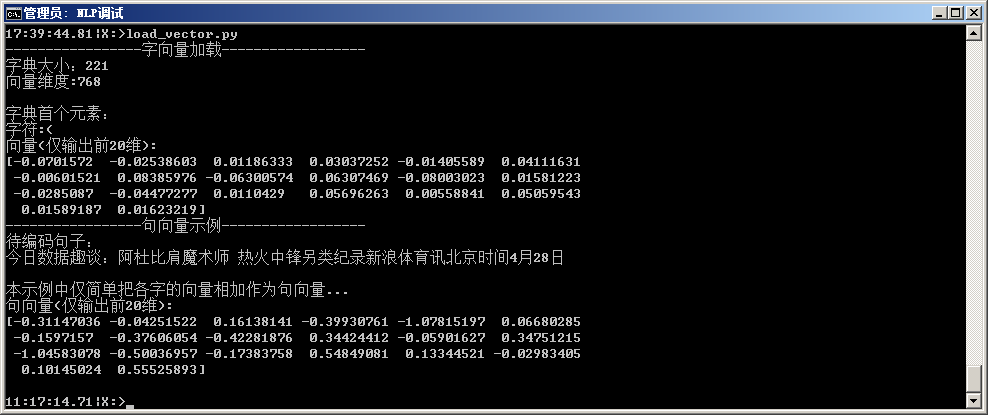 管理员: NLP调试
17:39:44.81|X:>load_vector.py
-----------------字向量加载------------------
字典大小: 221
向量维度:768
字典首个元素:
字符:(
向量(仅输出前20维):
[-0.0701572  -0.02538603  0.01186333  0.03037252 -0.01405589  0.04111631
 -0.00601521  0.08385976 -0.06300574  0.06307469 -0.08003023  0.01581223
 -0.0285087  -0.04477277  0.0110429   0.05696263  0.00558841  0.05059543
  0.01589187  0.01623219]
-----------------句向量示例------------------
待编码句子:
今日数据趣谈: 阿杜比肩魔术师 热火中锋另类纪录新浪体育讯北京时间4月28日
本示例中仅简单把各字的向量相加作为句向量...
句向量(仅输出前20维):
[-0.31147036 -0.04251522  0.16138141 -0.39930761 -1.07815197  0.06680285
 -0.1597157  -0.37606054 -0.42281876  0.34424412 -0.05901627  0.34751215
 -1.04583078 -0.50036957 -0.17383758  0.54849081  0.13344521 -0.02983405
  0.10145024  0.55525893]
11:17:14.71|X:>_